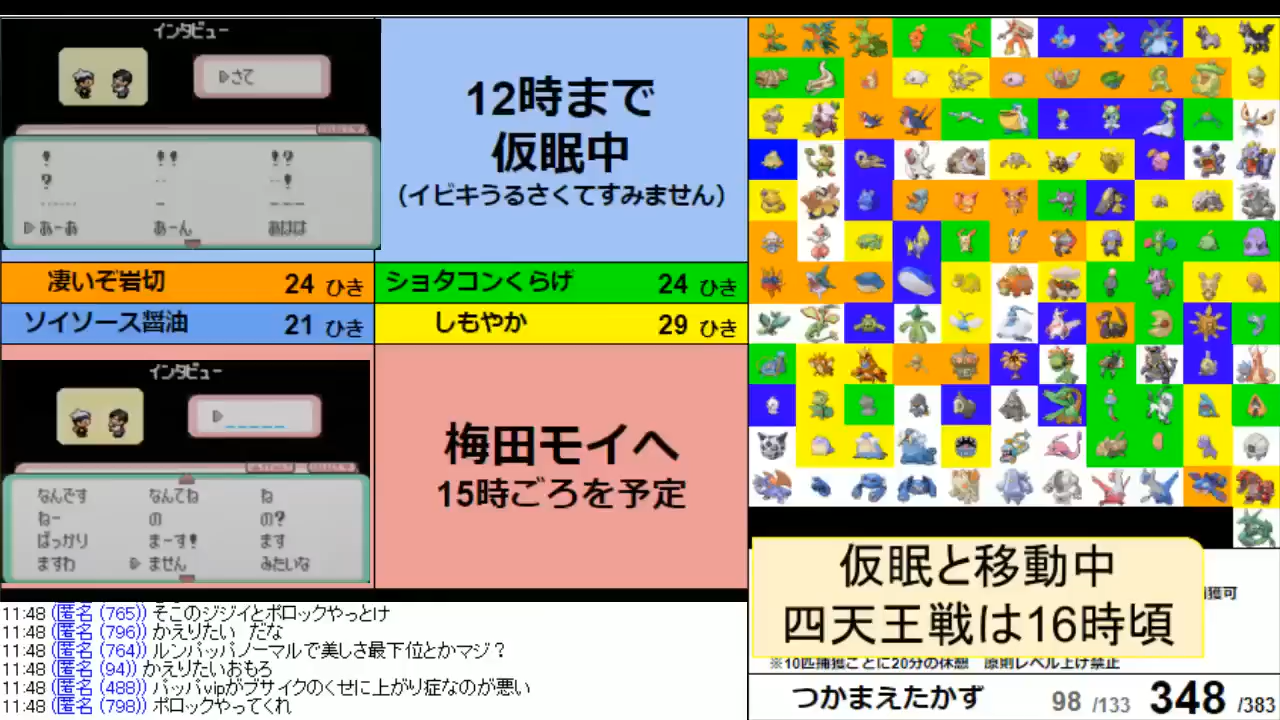 インタビュー
▷さて
! !! !?
? .. ..!
...... – ---
▷あーあ あーん あははは
12時まで
仮眠中
(イビキうるさくてすみません)
凄いぞ岩切 24 ひき
ショタコンくらげ 24 ひき
ソイソース醤油 21 ひき
しもやか 29 ひき
インタビュー
なんです なんてね ね
ねー の の?
ばっかり まーす! ます
ますわ ▷ません みたいな
梅田モイへ
15時ごろを予定
11:48 (匿名 (765)) そこのジジイとポロックやっとけ
11:48 (匿名 (796)) かえりたい だな
11:48 (匿名 (764)) ルンパッパノーマルで美しさ最下位とかマジ?
11:48 (匿名 (94)) かえりたいおもろ
11:48 (匿名 (488)) パッパvipがブサイクのくせに上がり症なのが悪い
11:48 (匿名 (798)) ポロックやってくれ
仮眠と移動中
四天王戦は16時頃
獲可
※10匹捕獲ごとに20分の休憩 原則レベル上げ禁止
つかまえたかず 98 /133 348 /383